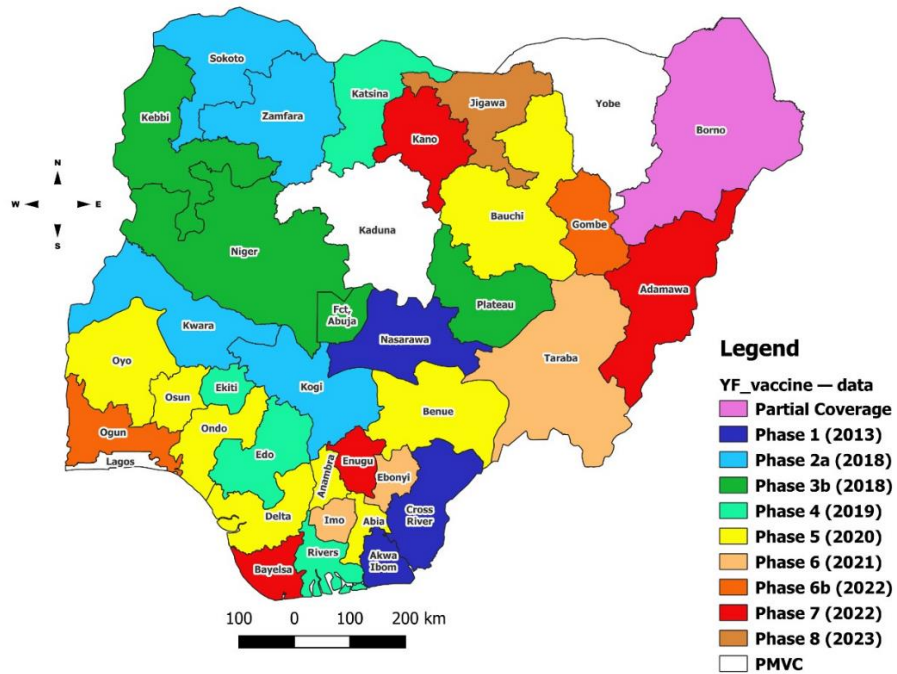 Sokoto
Katsina
Jigawa
Yobe
Borno
Kebbi
Zamfara
Kano
N
W
E
S
Bauchi
Gombe
Kaduna
Niger
Adamawa
Plateau
Fct,
Abuja
Kwara
Nasarawa
Taraba
Oyo
Ekiti
Kogi
Osun
Benue
Ogun
Ondo
Edo
Lagos
Anambra
Enugu
Ebonyi
Cross
River
Delta
Imo
Abia
Rivers
Akwa
Ibom
Bayelsa
100 0 100 200 km
Legend
YF_vaccine — data
Partial Coverage
Phase 1 (2013)
Phase 2a (2018)
Phase 3b (2018)
Phase 4 (2019)
Phase 5 (2020)
Phase 6 (2021)
Phase 6b (2022)
Phase 7 (2022)
Phase 8 (2023)
PMVC